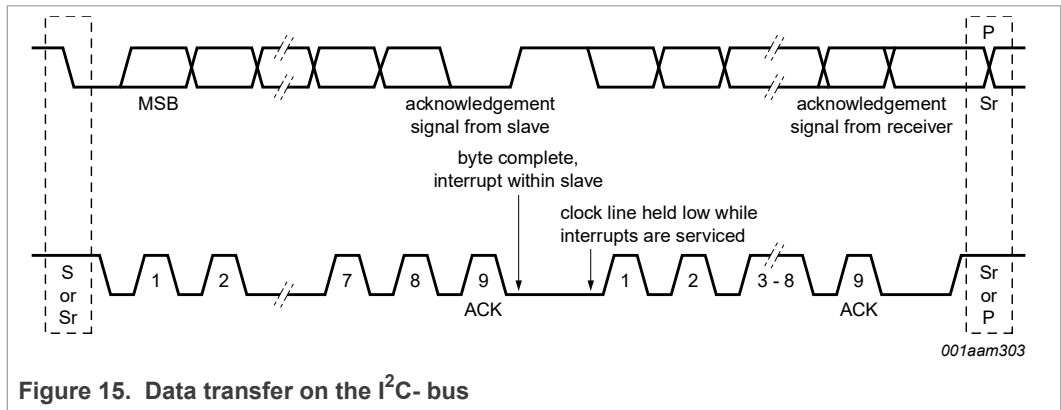 P
MSB
acknowledgement
signal from slave
acknowledgement
signal from receiver
Sr
byte complete,
interrupt within slave
clock line held low while
interrupts are serviced
S
or
Sr
1 2 7 8 9 1 2 3 - 8 9
ACK ACK
Sr
or
P
001aam303
Figure 15. Data transfer on the I²C- bus